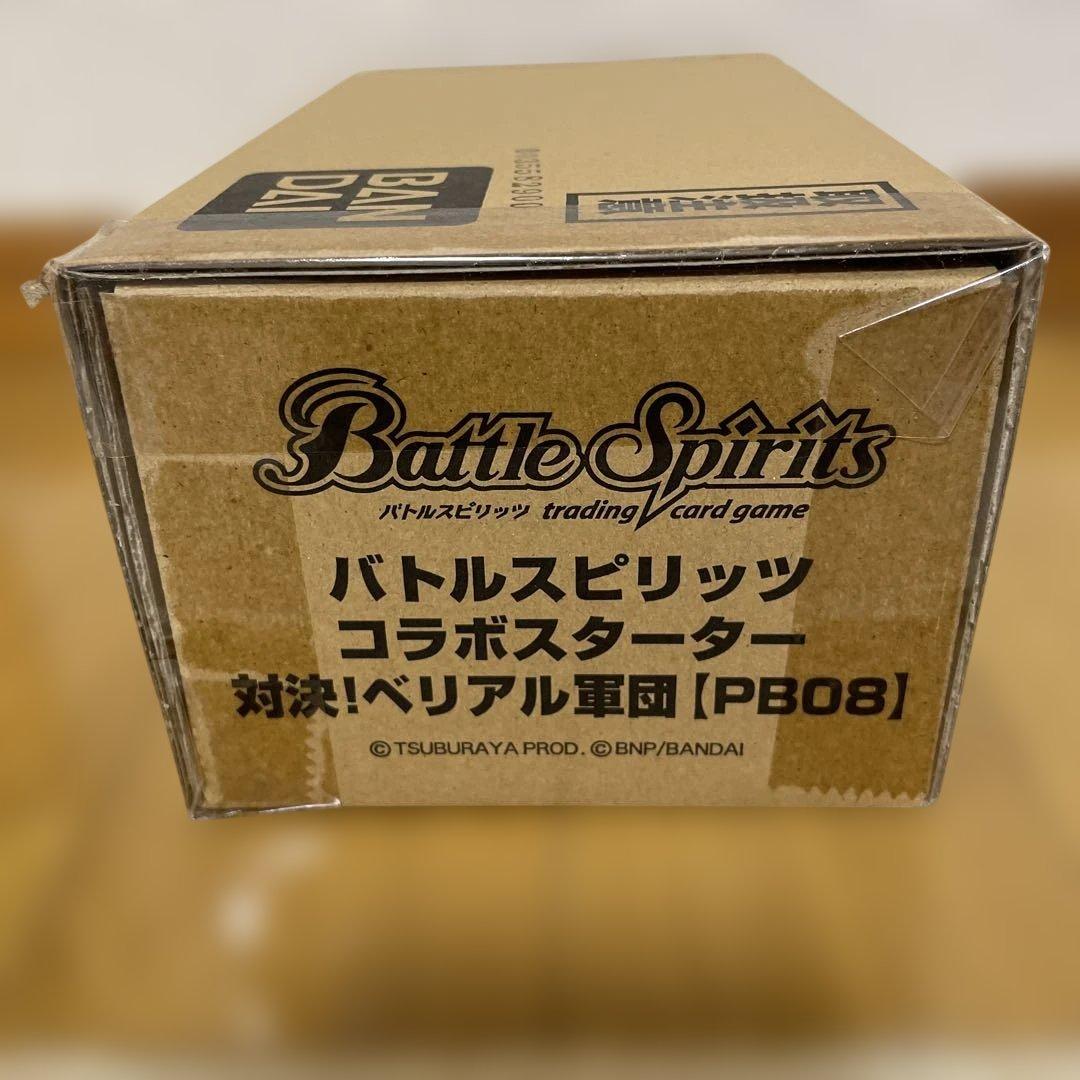 BAN
DAI
Battle Spirits
バトルスピリッツ trading card game
バトルスピリッツ
コラボスターター
対決!ベリアル軍団【PB08】
©TSUBURAYA PROD. ©BNP/BANDAI